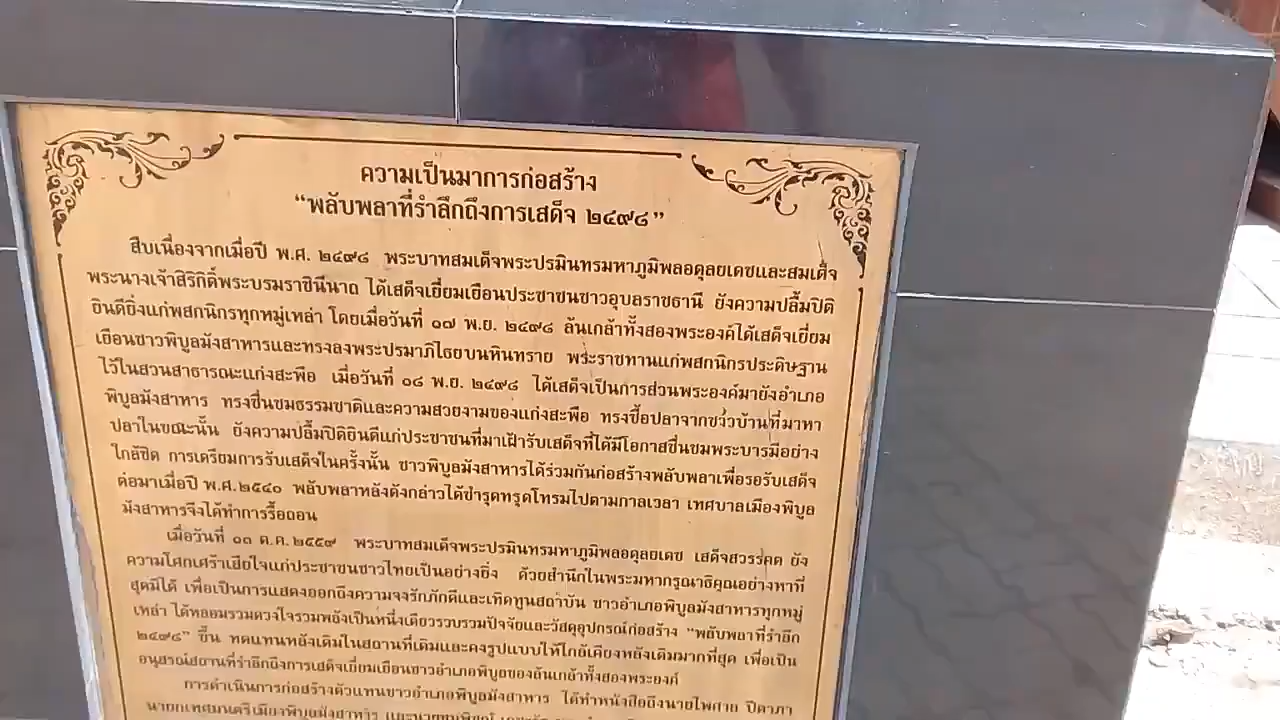 ความเป็นมาการก่อสร้าง
“พลับพลาที่รำลึกถึงการเสด็จ ๒๔๙๘”
สืบเนื่องจากเมื่อปี พ.ศ. ๒๔๙๘ พระบาทสมเด็จพระปรมินทรมหาภูมิพลอดุลยเดชและสมเด็จ
พระนางเจ้าสิริกิติ์พระบรมราชินีนาถ ได้เสด็จเยี่ยมเยือนประชาชนชาวอุบลราชธานี ยังความปลื้มปิติ
ยินดียิ่งแก่พสกนิกรทุกหมู่เหล่า โดยเมื่อวันที่ ๑๗ พ.ย. ๒๔๙๘ ล้นเกล้าทั้งสองพระองค์ได้เสด็จเยี่ยม
เยือนชาวพิบูลมังสาหารและทรงลงพระปรมาภิไธยบนหินทราย พระราชทานแก่พสกนิกรประดิษฐาน
ไว้ในสวนสาธารณะแก่งสะพือ เมื่อวันที่ ๑๘ พ.ย. ๒๔๙๘ ได้เสด็จเป็นการส่วนพระองค์มายังอำเภอ
พิบูลมังสาหาร ทรงชื่นชมธรรมชาติและความสวยงามของแก่งสะพือ ทรงซื้อปลาจากชาวบ้านที่มาหา
ปลาในขณะนั้น ยังความปลื้มปิติยินดีแก่ประชาชนที่มาเฝ้ารับเสด็จที่ได้มีโอกาสชื่นชมพระบารมีอย่าง
ใกล้ชิด การเตรียมการรับเสด็จในครั้งนั้น ชาวพิบูลมังสาหารได้ร่วมกันก่อสร้างพลับพลาเพื่อรอรับเสด็จ
ต่อมาเมื่อปี พ.ศ.๒๕๔๐ พลับพลาหลังดังกล่าวได้ชำรุดทรุดโทรมไปตามกาลเวลา เทศบาลเมืองพิบูล
มังสาหารจึงได้ทำการรื้อถอน
เมื่อวันที่ ๑๓ ต.ค. ๒๕๕๙ พระบาทสมเด็จพระปรมินทรมหาภูมิพลอดุลยเดช เสด็จสวรรคต ยัง
ความโศกเศร้าเสียใจแก่ประชาชนชาวไทยเป็นอย่างยิ่ง ด้วยสำนึกในพระมหากรุณาธิคุณอย่างหาที่
สุดมิได้ เพื่อเป็นการแสดงออกถึงความจงรักภักดีและเทิดทูนสถาบัน ชาวอำเภอพิบูลมังสาหารทุกหมู่
เหล่า ได้หลอมรวมดวงใจรวมพลังเป็นหนึ่งเดียวรวบรวมปัจจัยและวัสดุอุปกรณ์ก่อสร้าง “พลับพลาที่รำลึก
๒๔๙๘” ขึ้น ทดแทนหลังเดิมในสถานที่เดิมและคงรูปแบบให้ใกล้เคียงหลังเดิมมากที่สุด เพื่อเป็น
อนุสรณ์สถานที่รำลึกถึงการเสด็จเยี่ยมเยือนชาวอำเภอพิบูลของล้นเกล้าทั้งสองพระองค์
การดำเนินการก่อสร้างตัวแทนชาวอำเภอพิบูลมังสาหาร ได้ทำหนังสือถึงนายไพศาล ปิตาภา
นายกเทศมนตรีเมืองพิบูลมังสาหาร